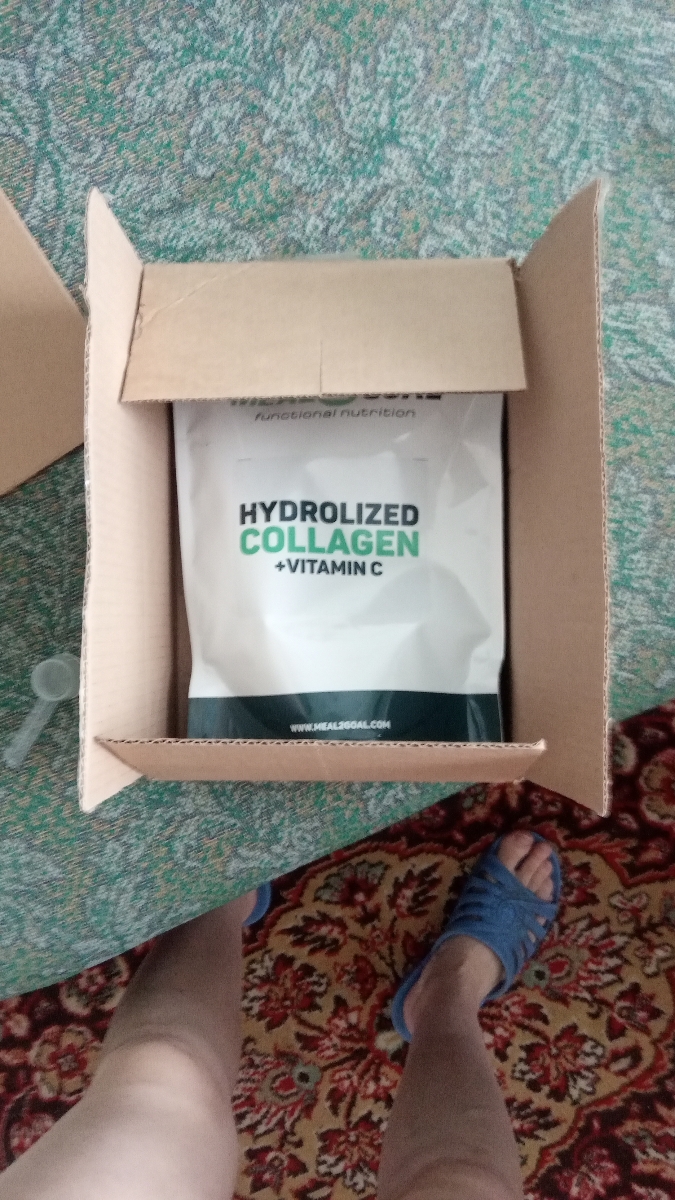 functional nutrition
HYDROLIZED
COLLAGEN
+VITAMIN C
WWW.MEAL2GOAL.COM